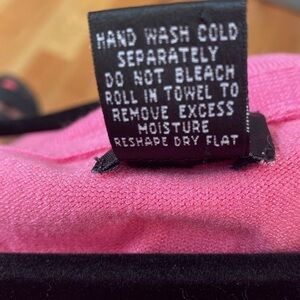 HAND WASH COLD
SEPARATELY
DO NOT BLEACH
ROLL IN TOWEL TO
REMOVE EXCESS
MOISTURE
RESHAPE DRY FLAT